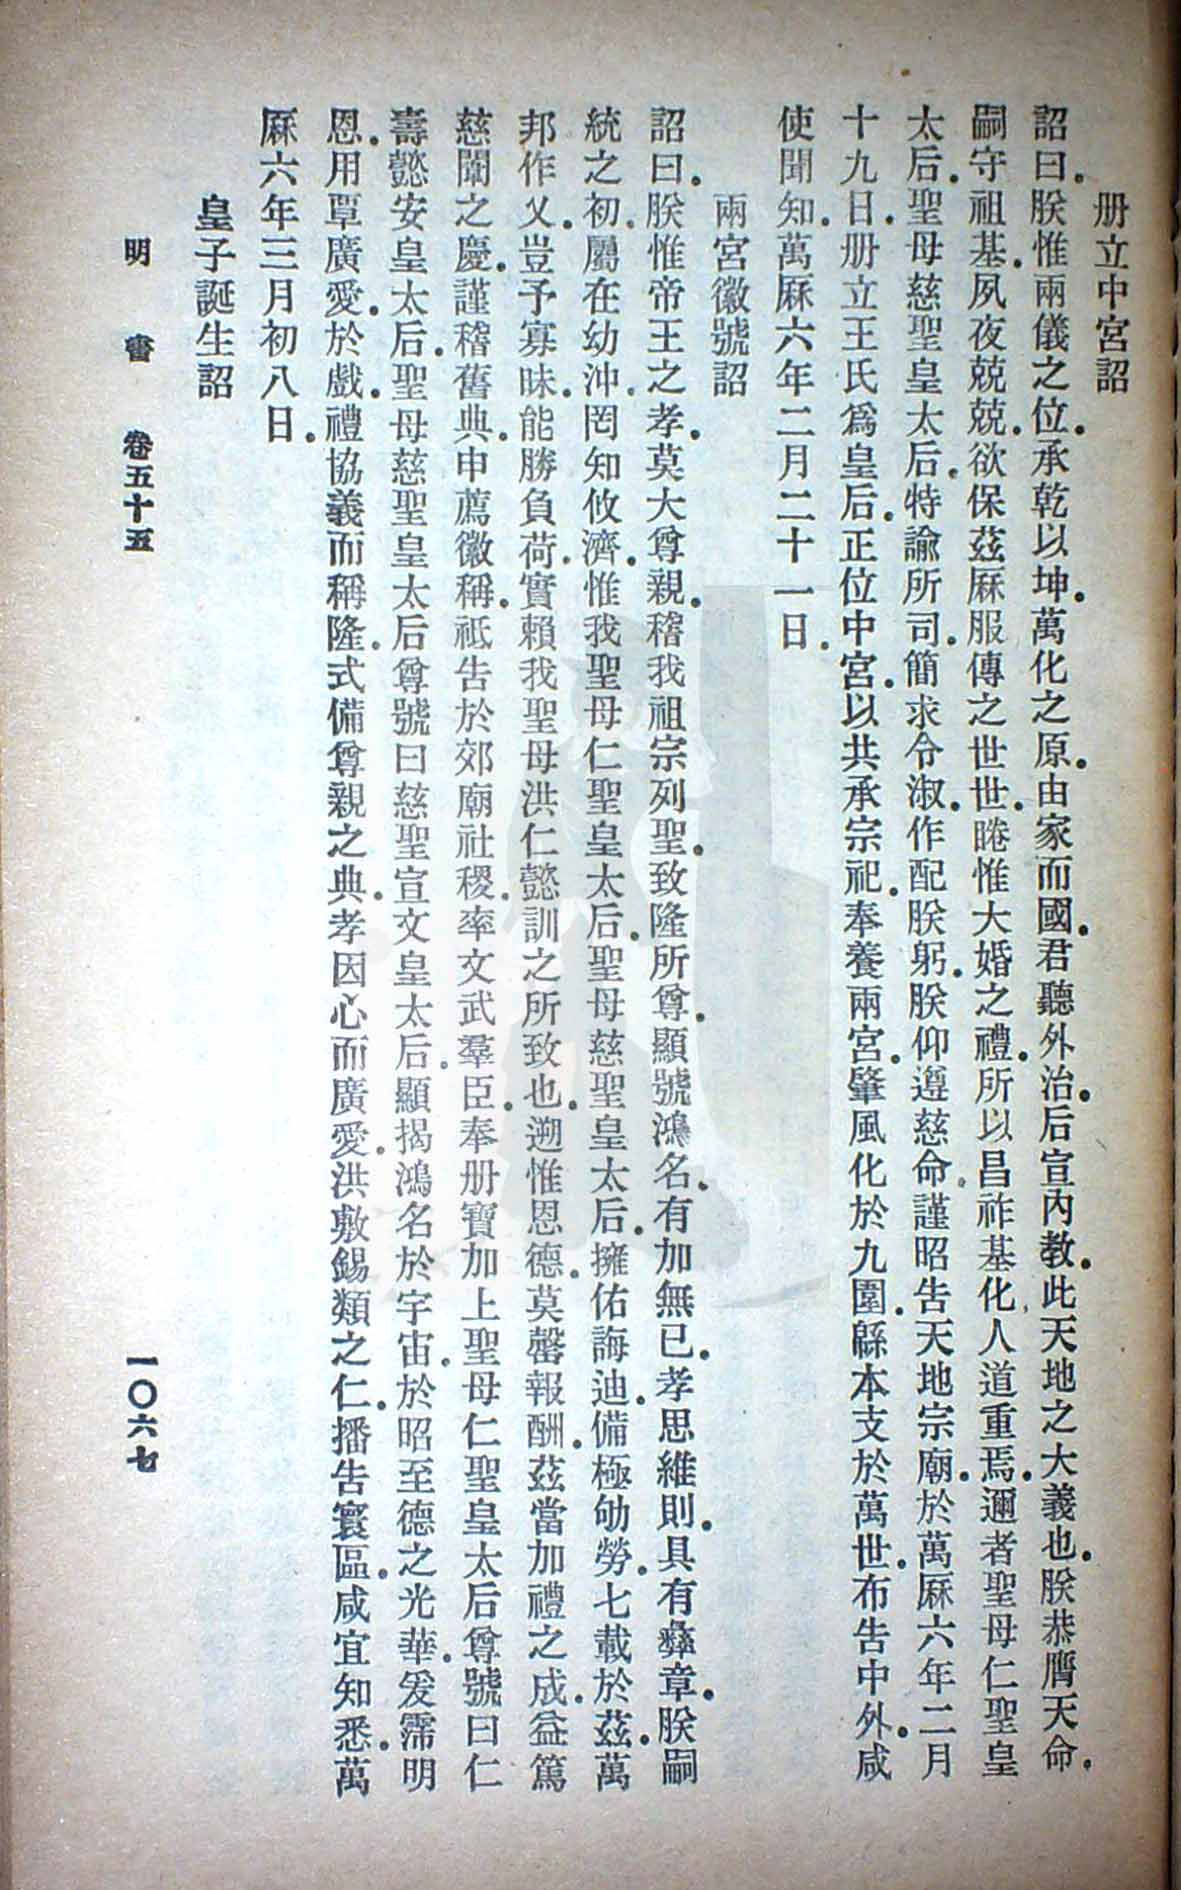 册立中宮詔
詔曰。朕惟兩儀之位。承乾以坤。萬化之原。由家而國。君聽外治。后宣內教。此天地之大義也。朕恭膺天命。
嗣守祖基。夙夜兢兢。欲保茲厤服。傳之世世。睠惟大婚之禮。所以昌祚基化。人道重焉。邇者聖母仁聖皇
太后。聖母慈聖皇太后。特諭所司。簡求令淑。作配朕躬。朕仰遵慈命。謹昭告天地宗廟。於萬厤六年二月
十九日。册立王氏爲皇后。正位中宮。以共承宗祀。奉養兩宮。肇風化於九圍。緜本支於萬世。布告中外。咸
使聞知。萬厤六年二月二十一日。
兩宮徽號詔
詔曰。朕惟帝王之孝。莫大尊親。稽我祖宗列聖。致隆所尊。顯號鴻名。有加無已。孝思維則。具有彝章。朕嗣
統之初。屬在幼沖。罔知攸濟。惟我聖母仁聖皇太后。聖母慈聖皇太后。擁佑誨迪。備極劬勞。七載於茲。萬
邦作乂。豈予寡昧。能勝負荷。實賴我聖母洪仁懿訓之所致也。遡惟恩德。莫罄報酬。茲當加禮之成。益篤
慈闈之慶。謹稽舊典。申薦徽稱。祗告於郊廟社稷。率文武羣臣。奉册寶加上聖母仁聖皇太后尊號曰仁
壽懿安皇太后。聖母慈聖皇太后尊號曰慈聖宣文皇太后。顯揭鴻名於宇宙。於昭至德之光華。爰霈明
恩。用覃廣愛。於戲。禮協義而稱隆。式備尊親之典。孝因心而廣愛。洪敷錫類之仁。播告寰區。咸宜知悉。萬
厤六年三月初八日。
皇子誕生詔
明書 卷五十五 一〇六七